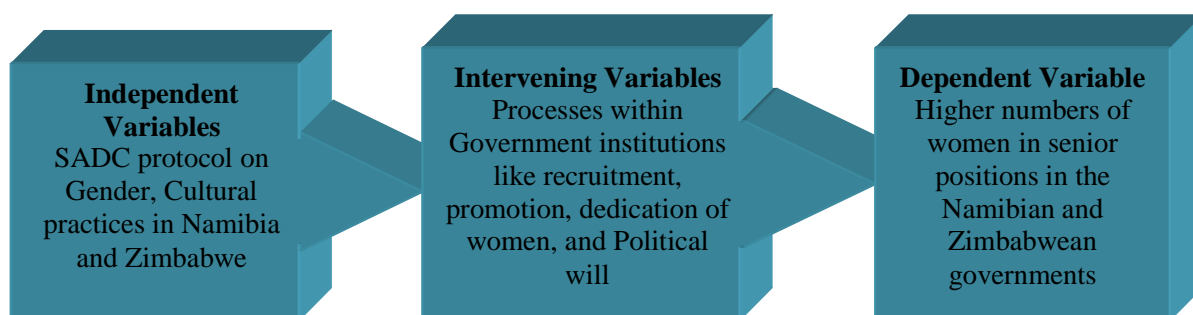 Independent
Variables
SADC protocol on
Gender, Cultural
practices in Namibia
and Zimbabwe
Intervening Variables
Processes within
Government institutions
like recruitment,
promotion, dedication of
women, and Political
will
Dependent Variable
Higher numbers of
women in senior
positions in the
Namibian and
Zimbabwean
governments